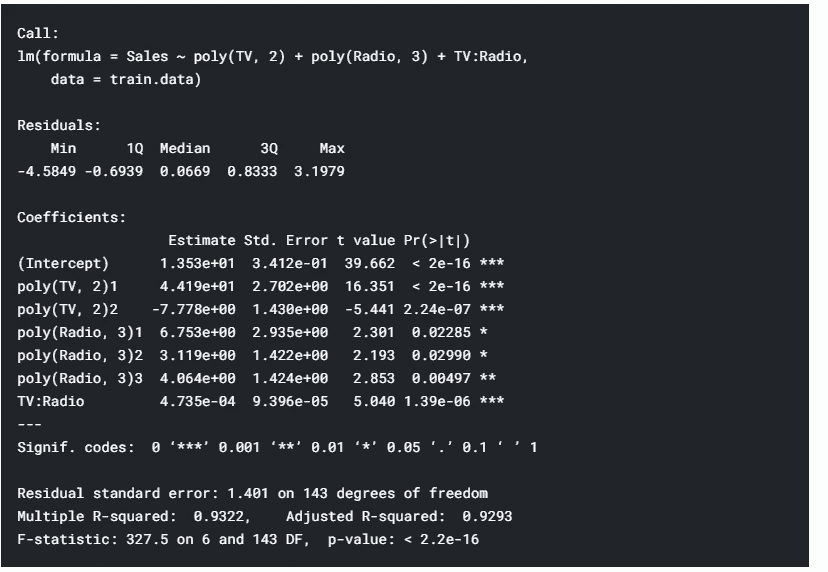 Call:
lm(formula = Sales ~ poly(TV, 2) + poly(Radio, 3) + TV:Radio,
    data = train.data)
Residuals:
    Min      1Q  Median      3Q     Max
-4.5849 -0.6939  0.0669  0.8333  3.1979
Coefficients:
                  Estimate Std. Error t value Pr(>|t|)
(Intercept)      1.353e+01  3.412e-01  39.662  < 2e-16 ***
poly(TV, 2)1     4.419e+01  2.702e+00  16.351  < 2e-16 ***
poly(TV, 2)2    -7.778e+00  1.430e+00  -5.441 2.24e-07 ***
poly(Radio, 3)1  6.753e+00  2.935e+00   2.301  0.02285 *
poly(Radio, 3)2  3.119e+00  1.422e+00   2.193  0.02990 *
poly(Radio, 3)3  4.064e+00  1.424e+00   2.853  0.00497 **
TV:Radio         4.735e-04  9.396e-05   5.040 1.39e-06 ***
---
Signif. codes:  0 ‘***’ 0.001 ‘**’ 0.01 ‘*’ 0.05 ‘.’ 0.1 ‘ ’ 1
Residual standard error: 1.401 on 143 degrees of freedom
Multiple R-squared:  0.9322,    Adjusted R-squared:  0.9293
F-statistic: 327.5 on 6 and 143 DF,  p-value: < 2.2e-16